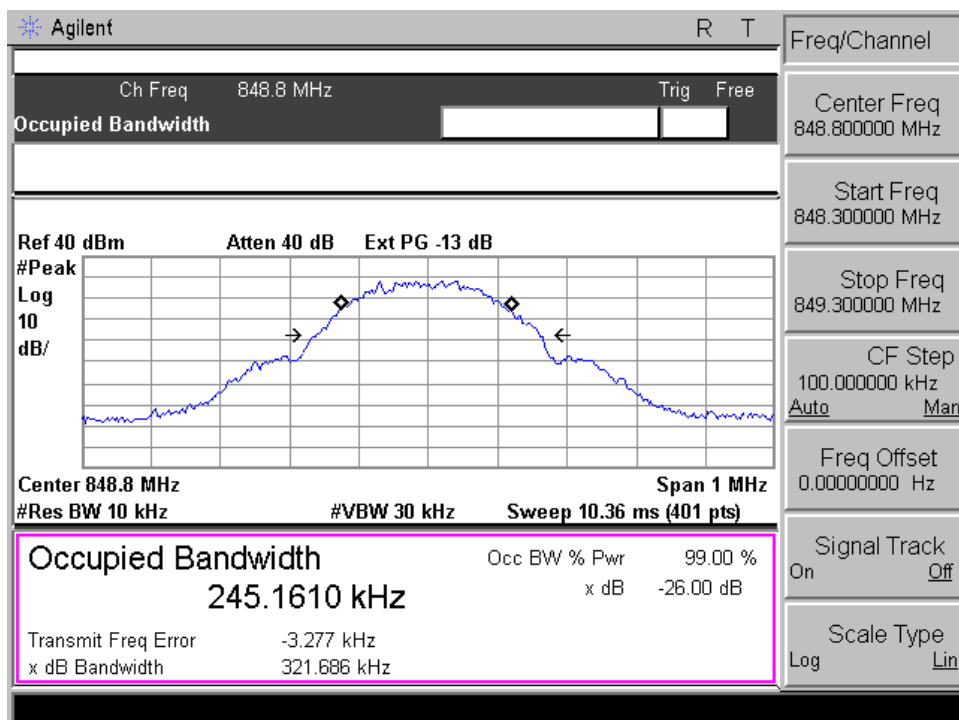 Agilent R T
Ch Freq 848.8 MHz Trig Free
Occupied Bandwidth
Ref 40 dBm Atten 40 dB Ext PG -13 dB
#Peak
Log
10
dB/
Center 848.8 MHz Span 1 MHz
#Res BW 10 kHz #VBW 30 kHz Sweep 10.36 ms (401 pts)
Occupied Bandwidth Occ BW % Pwr 99.00 %
245.1610 kHz x dB -26.00 dB
Transmit Freq Error -3.277 kHz
x dB Bandwidth 321.686 kHz
Freq/Channel
Center Freq
848.800000 MHz
Start Freq
848.300000 MHz
Stop Freq
849.300000 MHz
CF Step
100.000000 kHz
Auto Man
Freq Offset
0.00000000 Hz
Signal Track
On Off
Scale Type
Log Lin